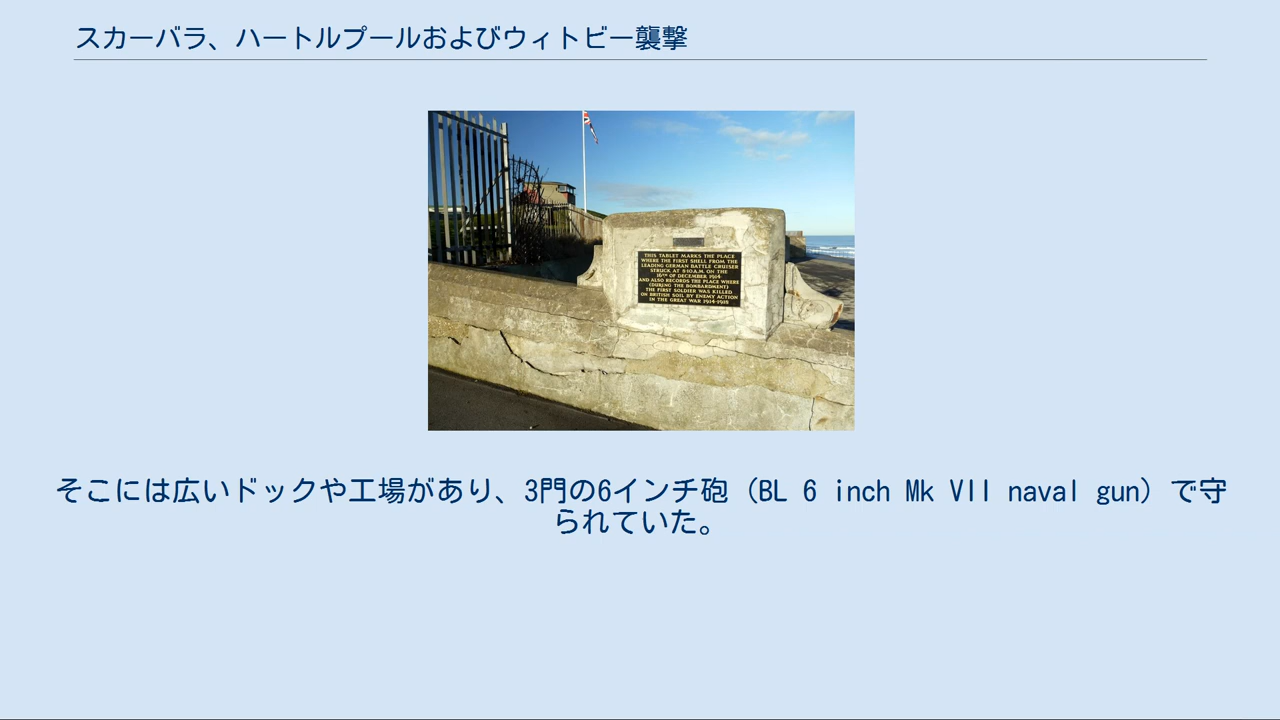 スカーバラ、ハートルプールおよびウィトビー襲撃
THIS TABLET MARKS THE PLACE
WHERE THE FIRST SHELL FROM THE
LEADING GERMAN BATTLE CRUISER
STRUCK AT 8·10 A.M. ON THE
16TH OF DECEMBER 1914
AND ALSO RECORDS THE PLACE WHERE
(DURING THE BOMBARDMENT)
THE FIRST SOLDIER WAS KILLED
ON BRITISH SOIL BY ENEMY ACTION
IN THE GREAT WAR 1914-1918
そこには広いドックや工場があり、3門の6インチ砲（BL 6 inch Mk VII naval gun）で守
られていた。